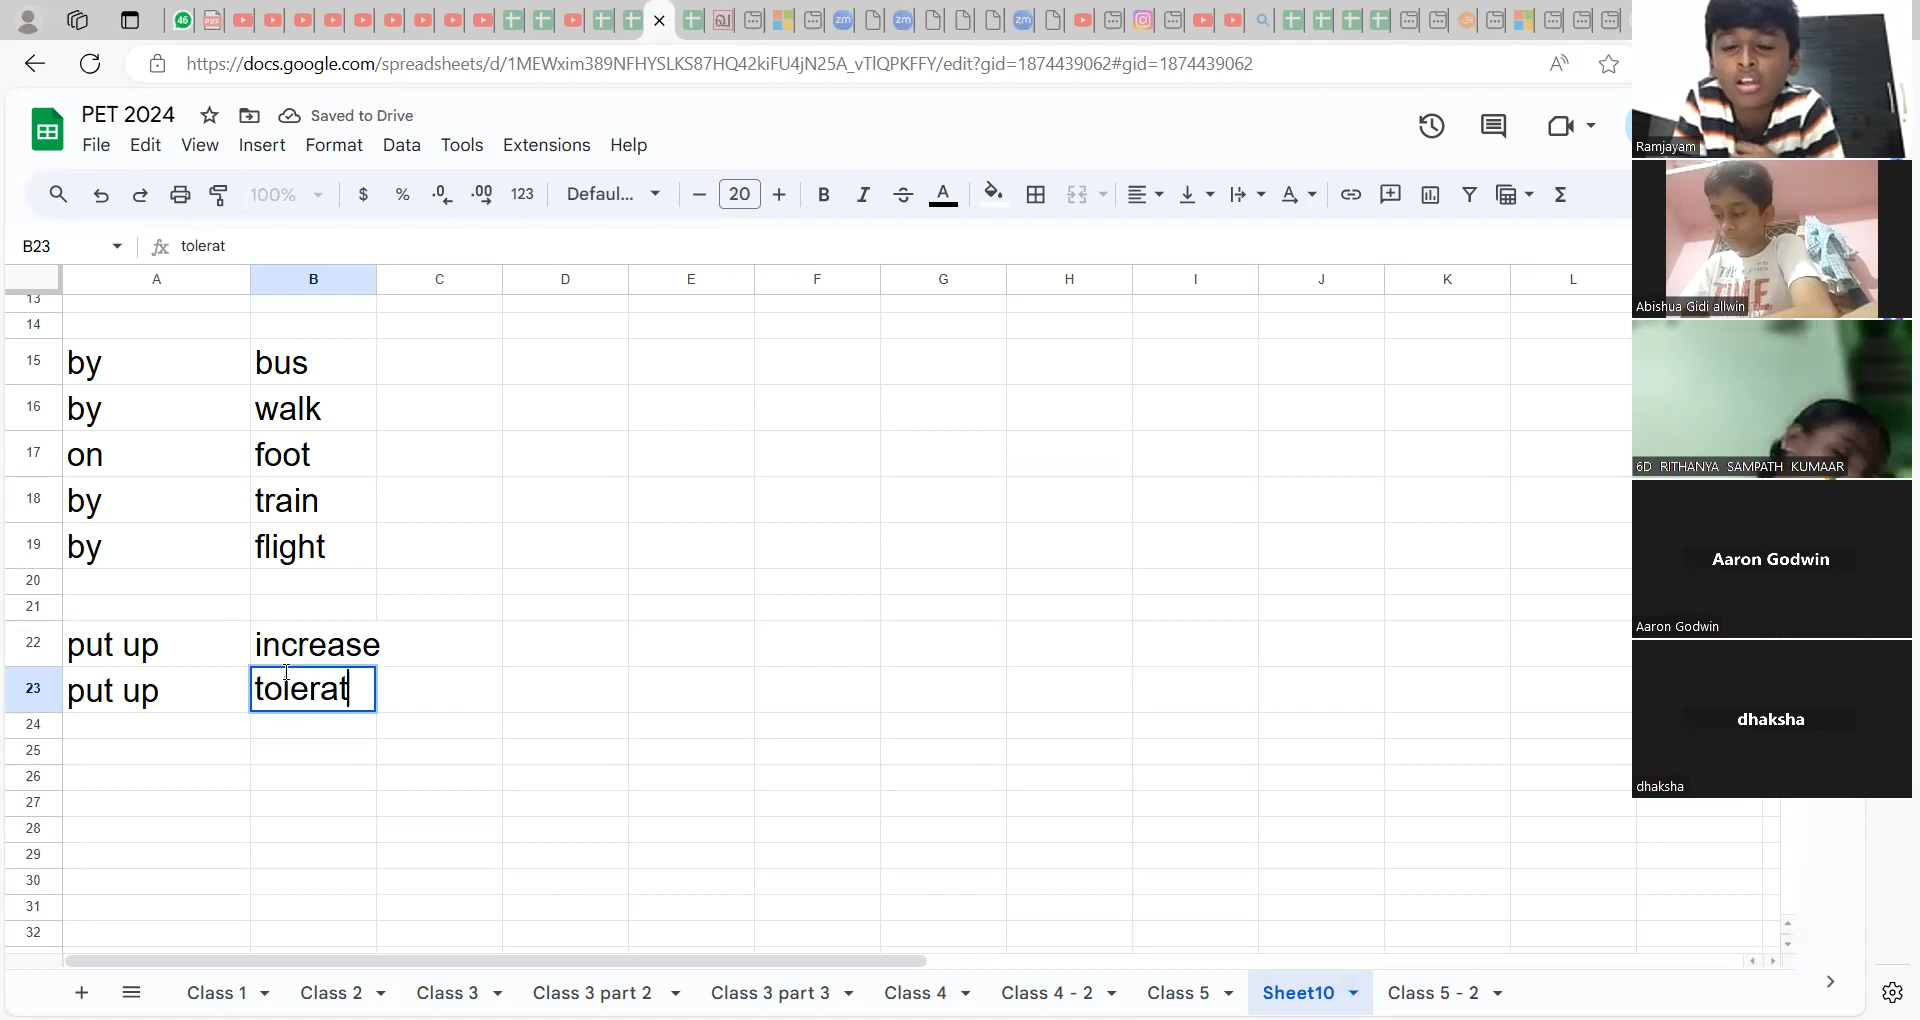 46
https://docs.google.com/spreadsheets/d/1MEWxim389NFHYSLKS87HQ42kiFU4jN25A_vTlQPKFFY/edit?gid=1874439062#gid=1874439062
PET 2024 Saved to Drive
File Edit View Insert Format Data Tools Extensions Help
100% $ % .0 .00 123 Defaul... 20 B I A
B23 fx tolerat
A B C D E F G H I J K L
13
14
15 by bus
16 by walk
17 on foot
18 by train
19 by flight
20
21
22 put up increase
23 put up tolerat
24
25
26
27
28
29
30
31
32
Class 1 Class 2 Class 3 Class 3 part 2 Class 3 part 3 Class 4 Class 4 - 2 Class 5 Sheet10 Class 5 - 2
Ramjayam
TIME
Abishua Gidi allwin
6D RITHANYA SAMPATH KUMAAR
Aaron Godwin
Aaron Godwin
dhaksha
dhaksha